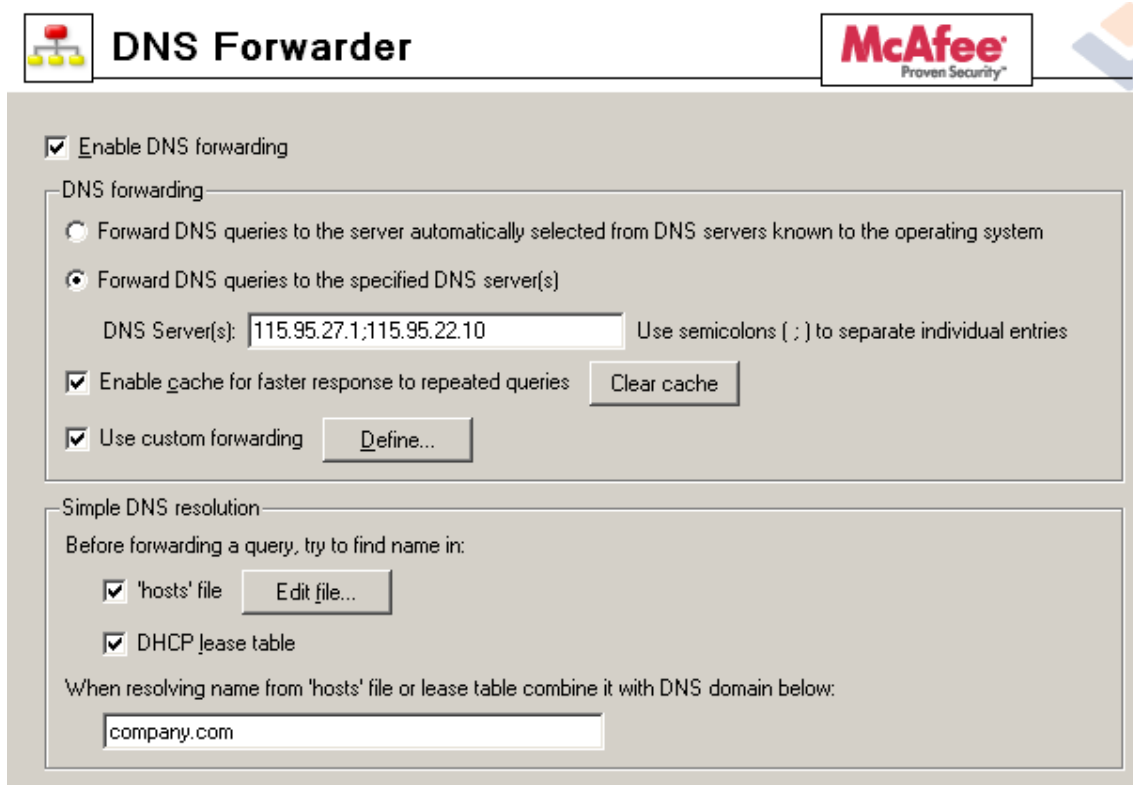 DNS Forwarder
McAfee
Proven Security™
Enable DNS forwarding
DNS forwarding
Forward DNS queries to the server automatically selected from DNS servers known to the operating system
Forward DNS queries to the specified DNS server(s)
DNS Server(s): 115.95.27.1;115.95.22.10 Use semicolons ( ; ) to separate individual entries
Enable cache for faster response to repeated queries Clear cache
Use custom forwarding Define...
Simple DNS resolution
Before forwarding a query, try to find name in:
'hosts' file Edit file...
DHCP lease table
When resolving name from 'hosts' file or lease table combine it with DNS domain below:
company.com